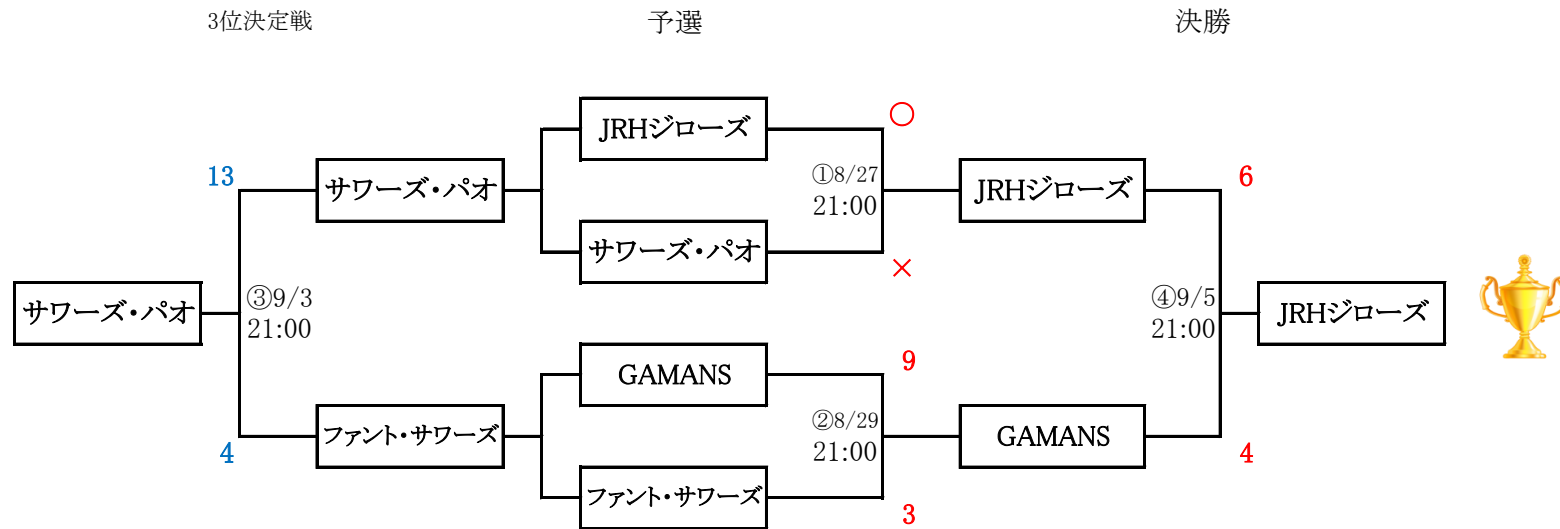 3位決定戦
予選
決勝
JRHジローズ
○
13
サワーズ・パオ
①8/27
21:00
JRHジローズ
6
サワーズ・パオ
×
サワーズ・パオ
③9/3
21:00
④9/5
21:00
JRHジローズ
GAMANS
9
ファント・サワーズ
②8/29
21:00
GAMANS
4
4
ファント・サワーズ
3